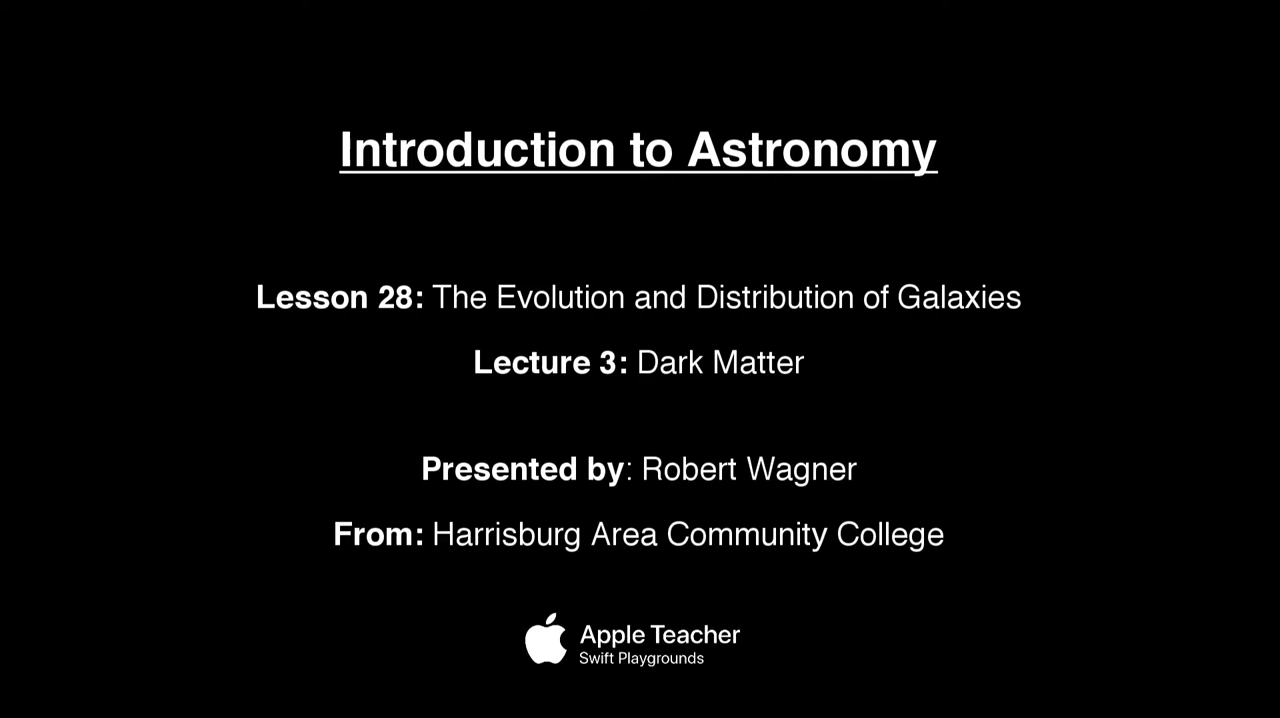 Introduction to Astronomy
Lesson 28: The Evolution and Distribution of Galaxies
Lecture 3: Dark Matter
Presented by: Robert Wagner
From: Harrisburg Area Community College
Apple Teacher
Swift Playgrounds